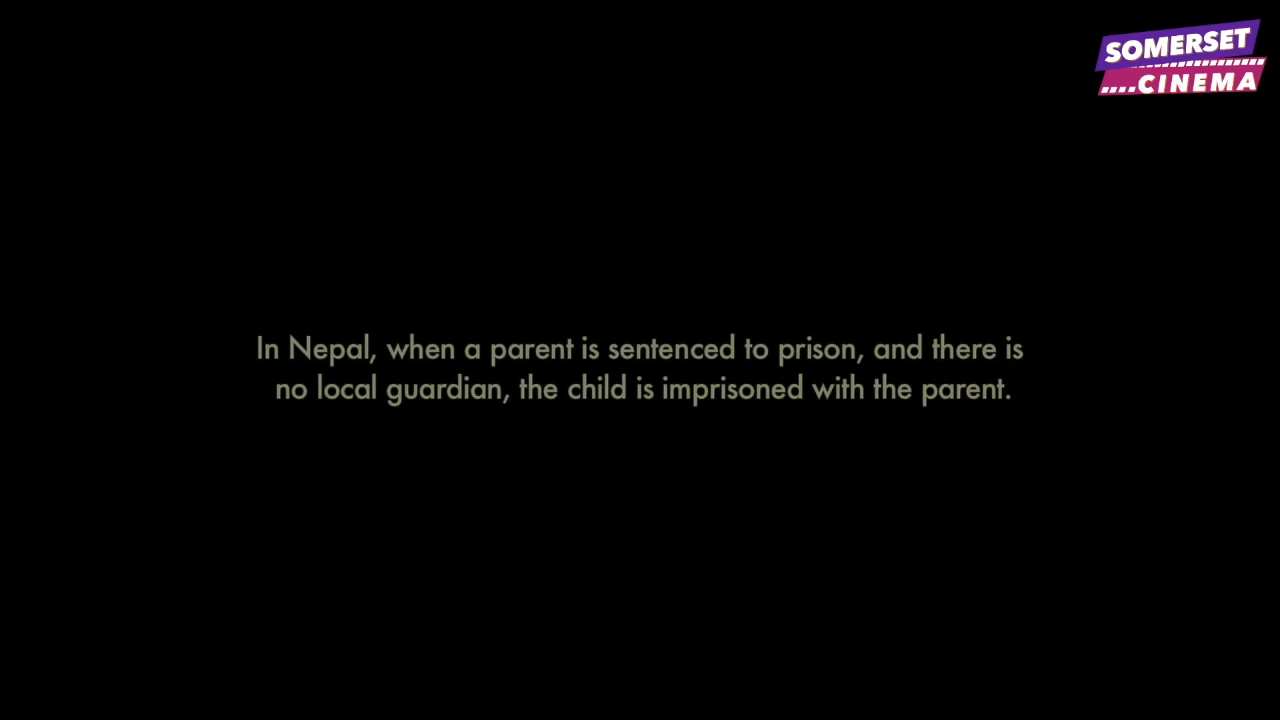 SOMERSET
....CINEMA
In Nepal, when a parent is sentenced to prison, and there is
no local guardian, the child is imprisoned with the parent.